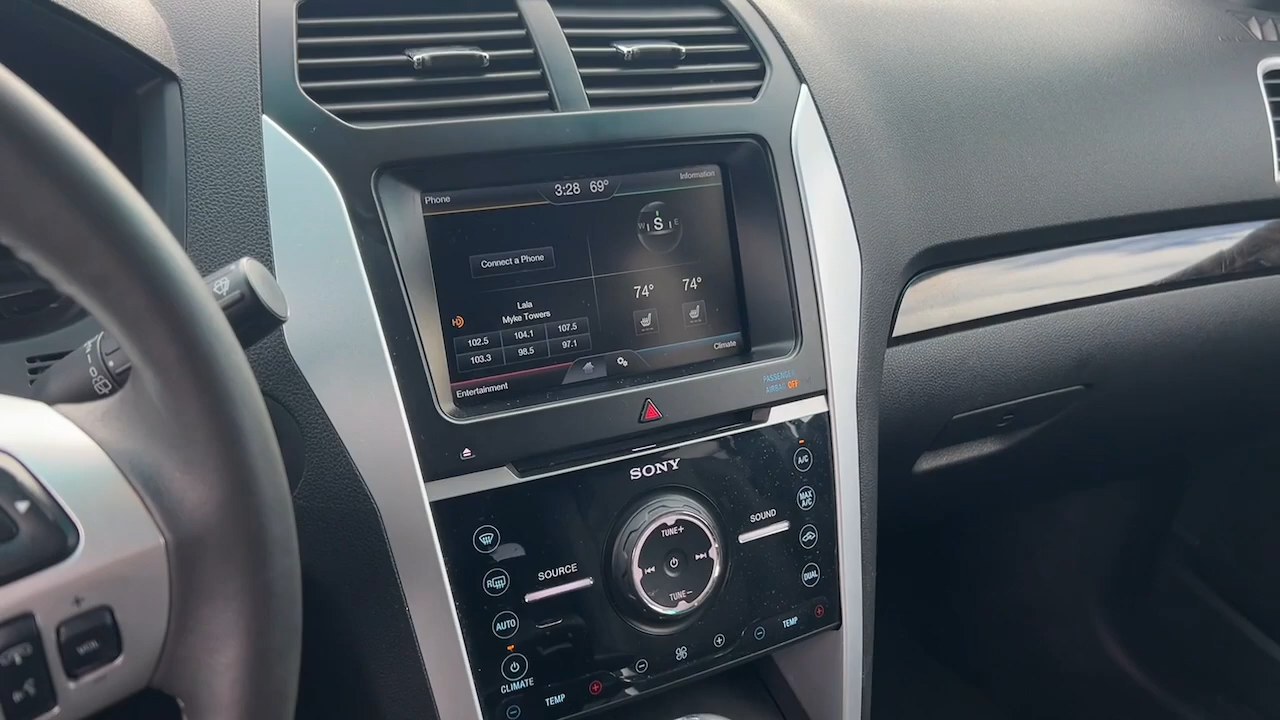 Information
3:28 69°
Phone
W S E
Connect a Phone
74° 74°
Lala
Myke Towers
102.5 104.1 107.5
103.3 98.5 97.1
Climate
Entertainment
PASSENGER
AIRBAG OFF
SONY
A/C
MAX
A/C
SOUND
TUNE+
SOURCE
R
DUAL
TUNE-
AUTO
TEMP
CLIMATE
TEMP